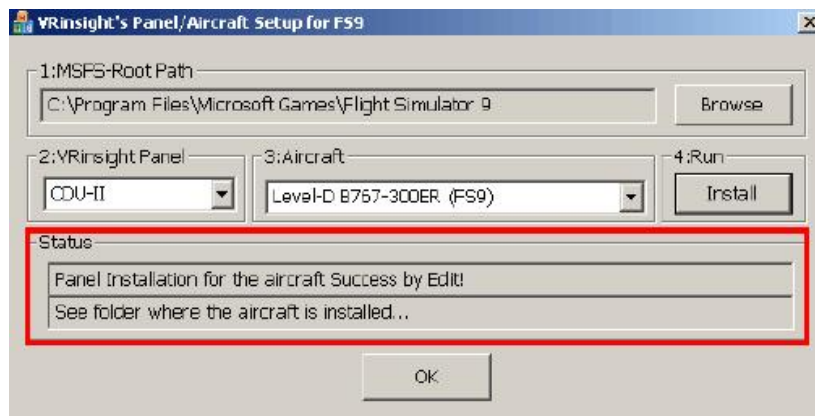 VRinsight's Panel/Aircraft Setup for FS9
1:MSFS-Root Path
C:\Program Files\Microsoft Games\Flight Simulator 9
Browse
2:VRinsight Panel
3:Aircraft
4:Run
CDU-II
Level-D B767-300ER (FS9)
Install
Status
Panel Installation for the aircraft Success by Edit!
See folder where the aircraft is installed...
OK